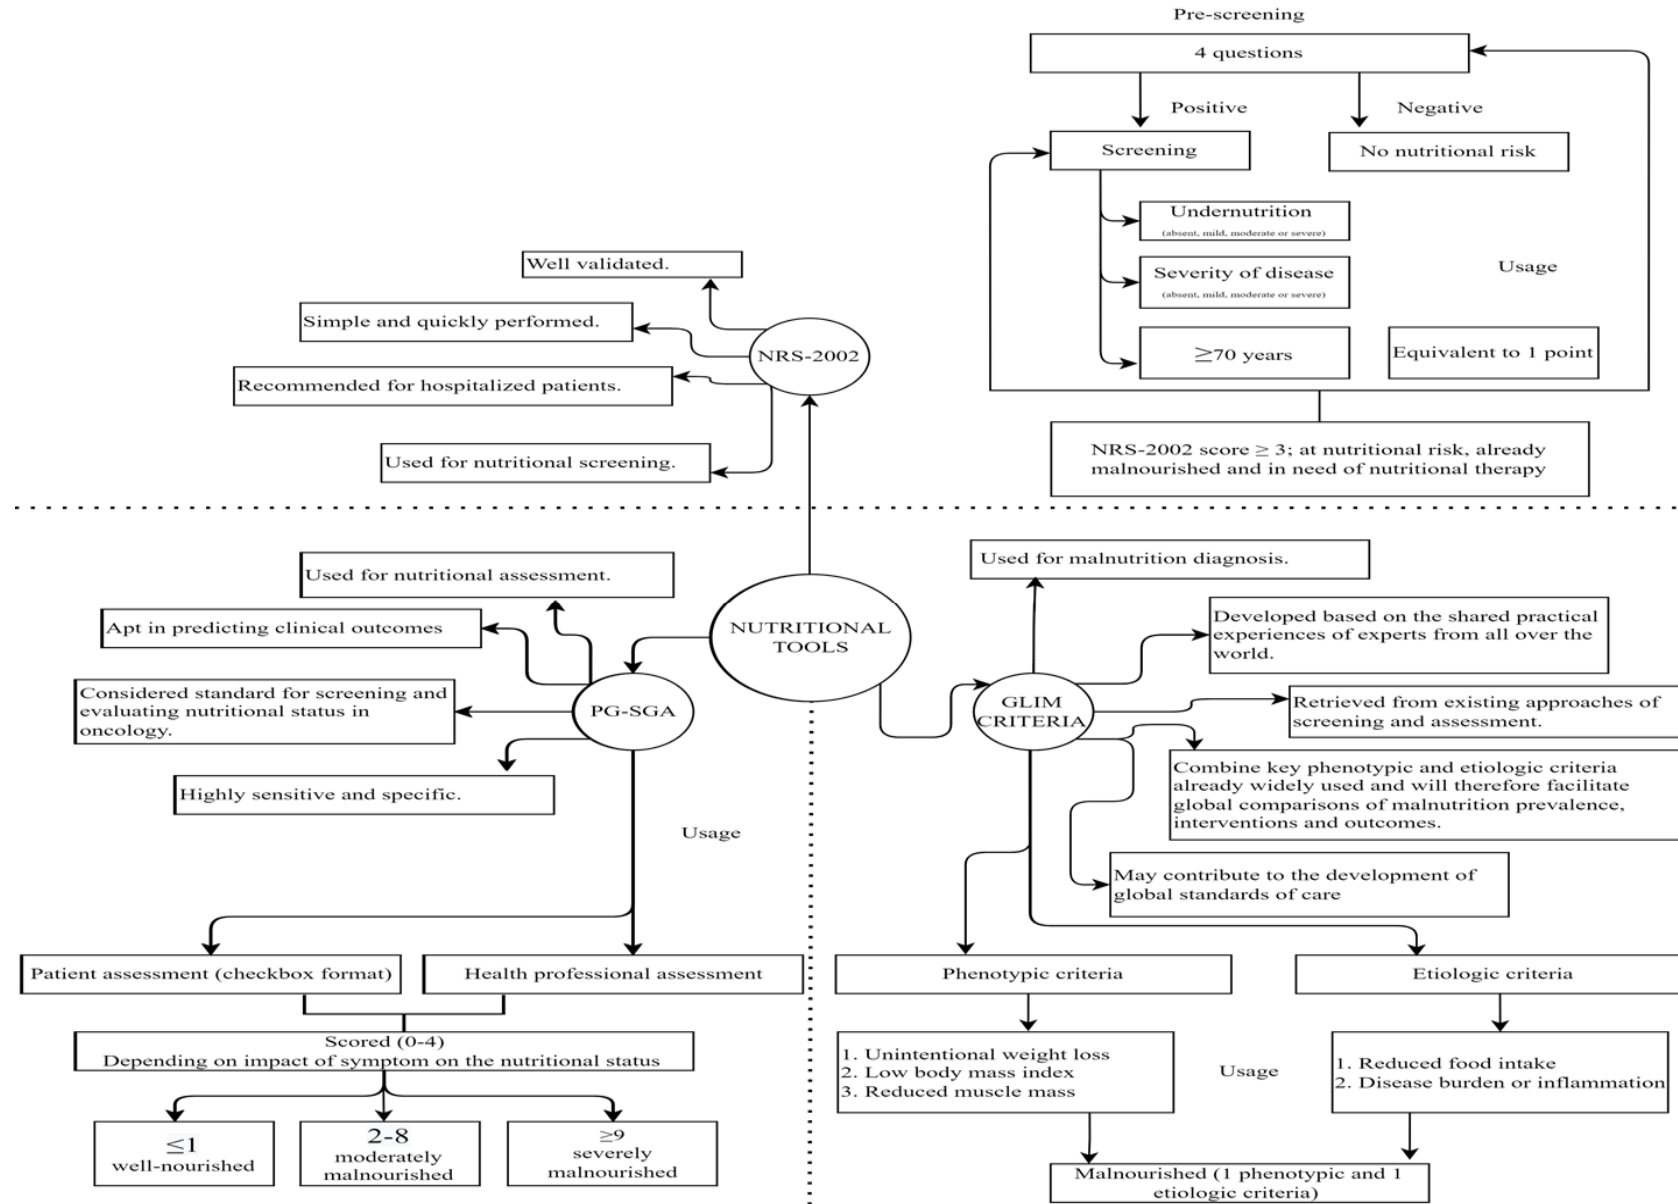 Pre-screening
4 questions
Positive
Negative
Screening
No nutritional risk
Undernutrition
(absent, mild, moderate or severe)
Severity of disease
(absent, mild, moderate or severe)
Usage
≥70 years
Equivalent to 1 point
NRS-2002 score ≥ 3; at nutritional risk, already
malnourished and in need of nutritional therapy
Well validated.
Simple and quickly performed.
NRS-2002
Recommended for hospitalized patients.
Used for nutritional screening.
NUTRITIONAL
TOOLS
Used for nutritional assessment.
Apt in predicting clinical outcomes
Considered standard for screening and
evaluating nutritional status in
oncology.
PG-SGA
Highly sensitive and specific.
Usage
Patient assessment (checkbox format)
Health professional assessment
Scored (0-4)
Depending on impact of symptom on the nutritional status
≤1
well-nourished
2-8
moderately
malnourished
≥9
severely
malnourished
Used for malnutrition diagnosis.
Developed based on the shared practical
experiences of experts from all over the
world.
GLIM
CRITERIA
Retrieved from existing approaches of
screening and assessment.
Combine key phenotypic and etiologic criteria
already widely used and will therefore facilitate
global comparisons of malnutrition prevalence,
interventions and outcomes.
May contribute to the development of
global standards of care
Phenotypic criteria
Etiologic criteria
1. Unintentional weight loss
2. Low body mass index
3. Reduced muscle mass
Usage
1. Reduced food intake
2. Disease burden or inflammation
Malnourished (1 phenotypic and 1
etiologic criteria)